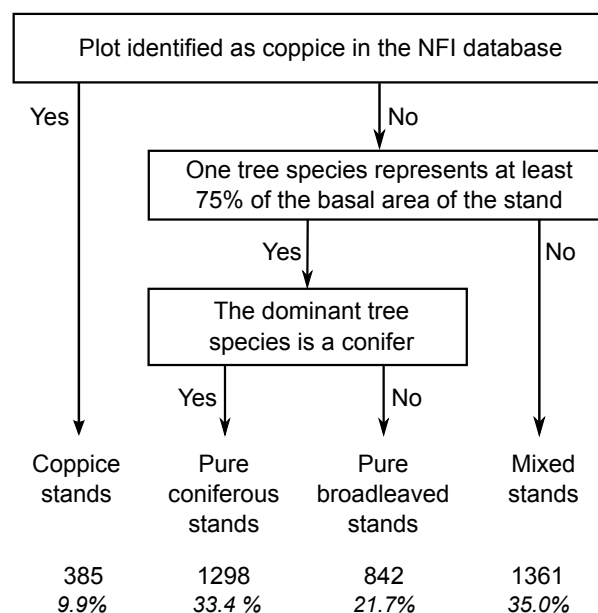 Plot identified as coppice in the NFI database
Yes
No
One tree species represents at least
75% of the basal area of the stand
Yes
No
The dominant tree
species is a conifer
Yes
No
Coppice
stands
Pure
coniferous
stands
Pure
broadleaved
stands
Mixed
stands
385
1298
842
1361
9.9%
33.4 %
21.7%
35.0%